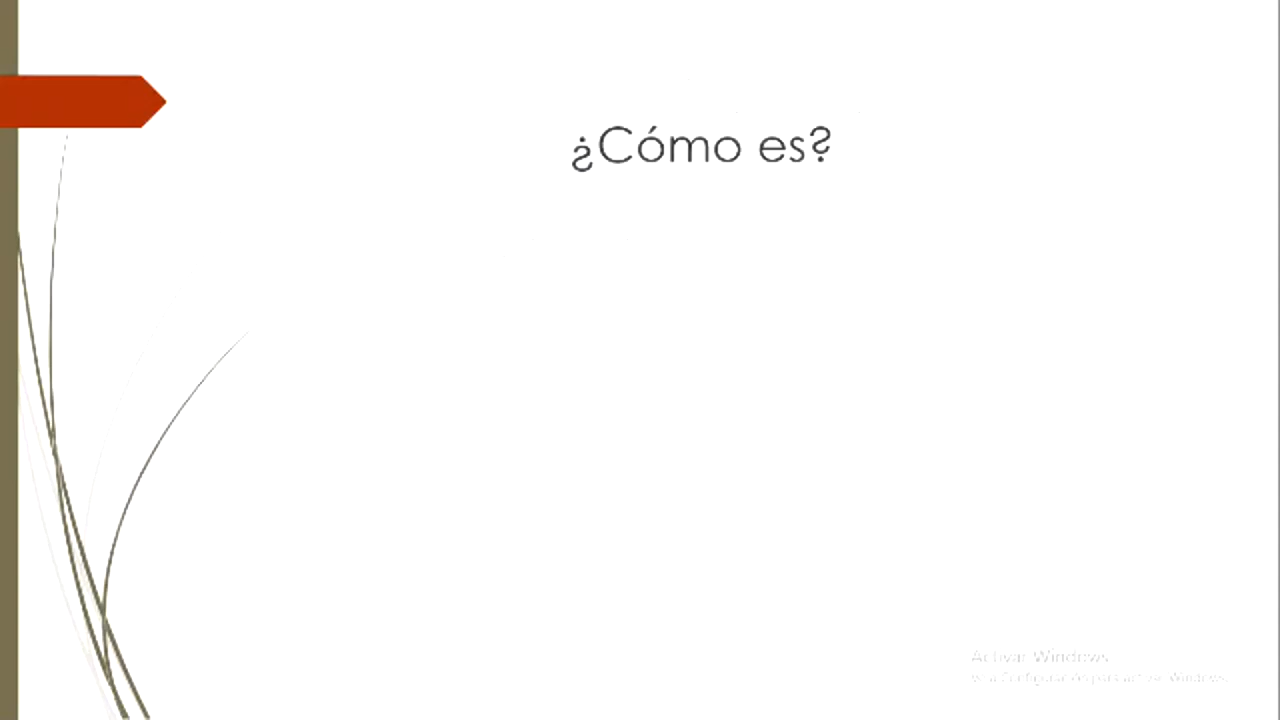 ¿Cómo es?
Activar Windows
Ve a Configuración para activar Windows.